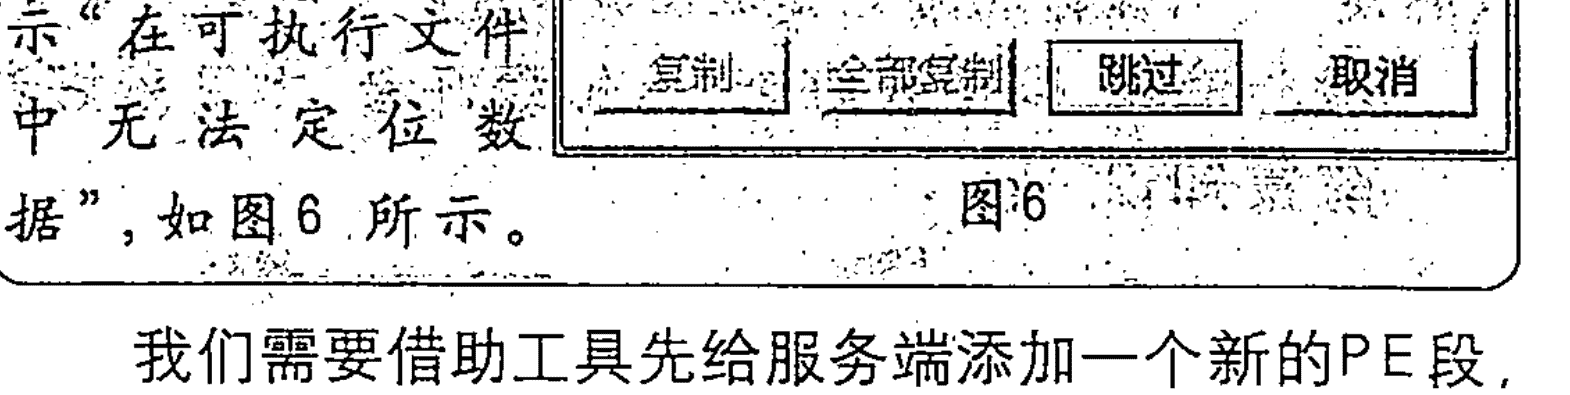 示“在可执行文件
中无法定位数
据”,如图6 所示。
复制 全部复制 跳过 取消
图6
我们需要借助工具先给服务端添加一个新的PE段,